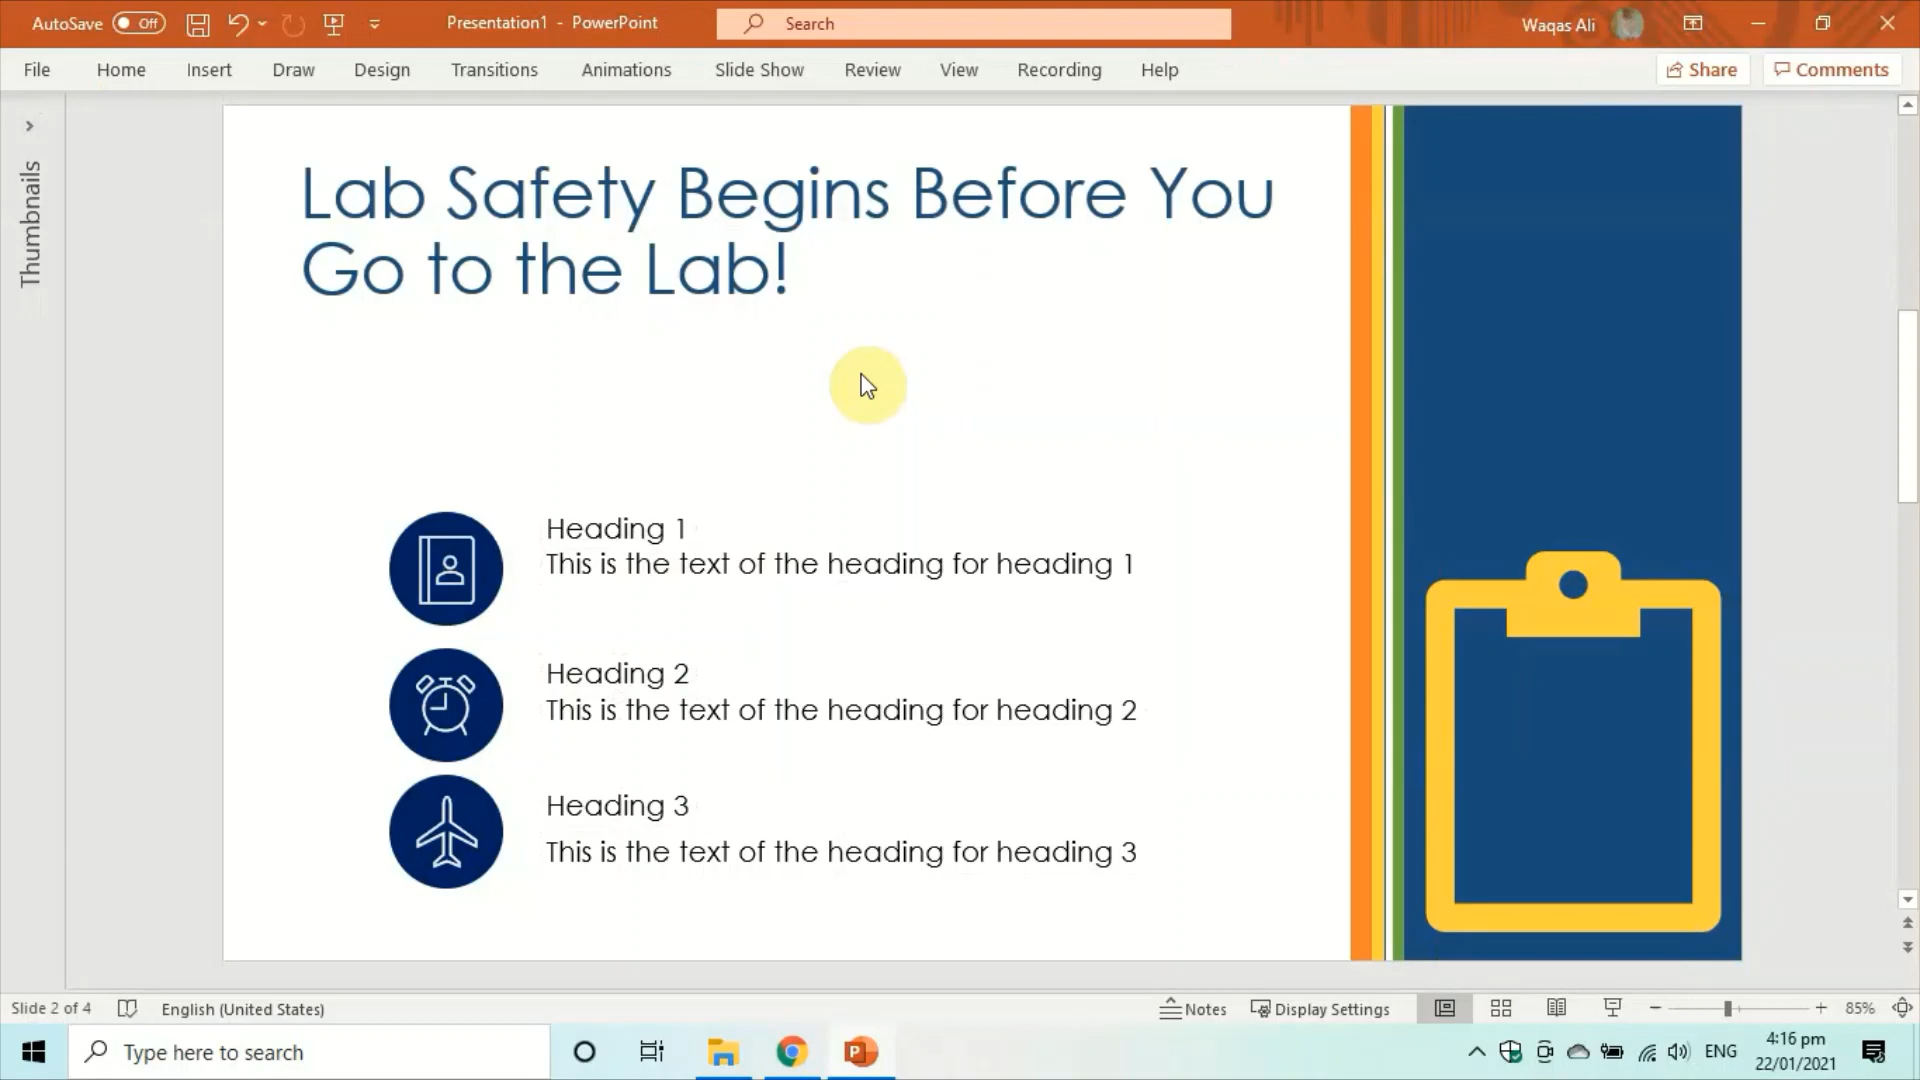 AutoSave Off
Presentation1 - PowerPoint
Search
Waqas Ali
File Home Insert Draw Design Transitions Animations Slide Show Review View Recording Help Share Comments
Thumbnails
Lab Safety Begins Before You
Go to the Lab!
Heading 1
This is the text of the heading for heading 1
Heading 2
This is the text of the heading for heading 2
Heading 3
This is the text of the heading for heading 3
Slide 2 of 4 English (United States) Notes Display Settings 85%
Type here to search
ENG
4:16 pm
22/01/2021